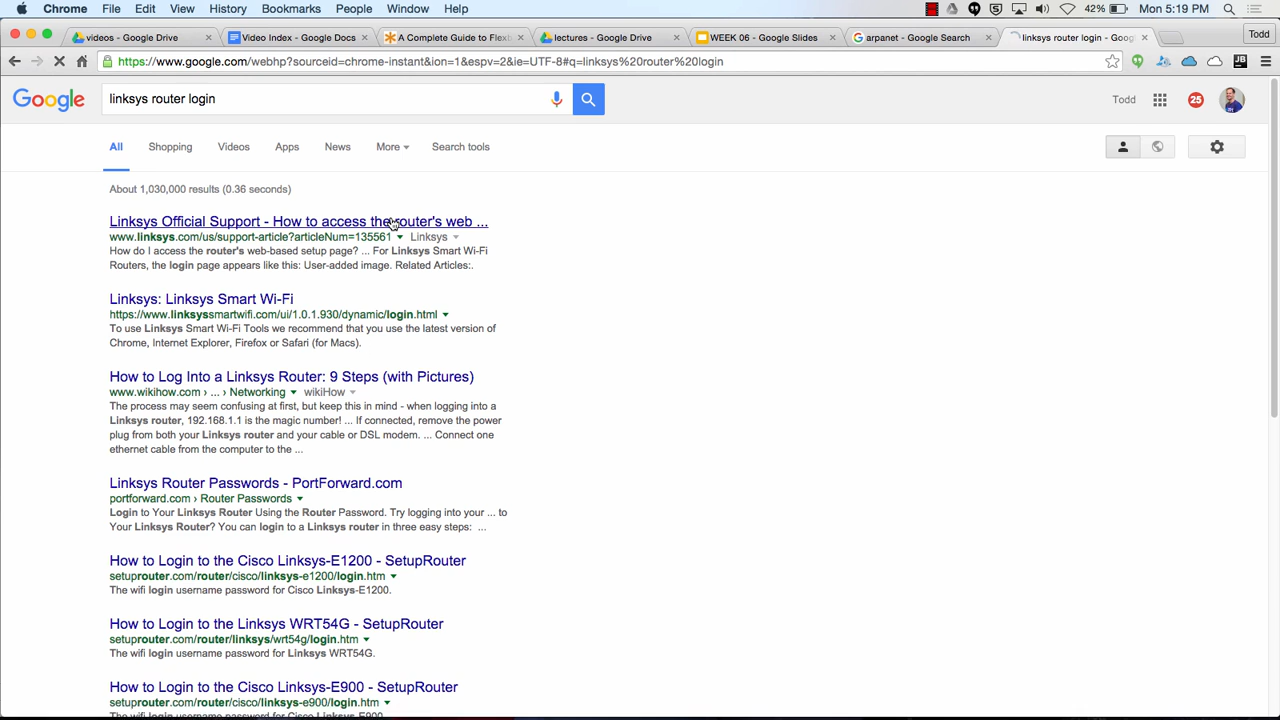 Chrome File Edit View History Bookmarks People Window Help 42% Mon 5:19 PM
videos - Google Drive Video Index - Google Docs A Complete Guide to Flexb lectures - Google Drive WEEK 06 - Google Slides arpanet - Google Search linksys router login - Goog Todd
https://www.google.com/webhp?sourceid=chrome-instant&ion=1&espv=2&ie=UTF-8#q=linksys%20router%20login JB
Google linksys router login Todd 25
All Shopping Videos Apps News More Search tools
About 1,030,000 results (0.36 seconds)
Linksys Official Support - How to access the router's web ...
www.linksys.com/us/support-article?articleNum=135561 Linksys
How do I access the router's web-based setup page? ... For Linksys Smart Wi-Fi
Routers, the login page appears like this: User-added image. Related Articles:.
Linksys: Linksys Smart Wi-Fi
https://www.linksyssmartwifi.com/ui/1.0.1.930/dynamic/login.html
To use Linksys Smart Wi-Fi Tools we recommend that you use the latest version of
Chrome, Internet Explorer, Firefox or Safari (for Macs).
How to Log Into a Linksys Router: 9 Steps (with Pictures)
www.wikihow.com › ... › Networking wikiHow
The process may seem confusing at first, but keep this in mind - when logging into a
Linksys router, 192.168.1.1 is the magic number! ... If connected, remove the power
plug from both your Linksys router and your cable or DSL modem. ... Connect one
ethernet cable from the computer to the ...
Linksys Router Passwords - PortForward.com
portforward.com › Router Passwords
Login to Your Linksys Router Using the Router Password. Try logging into your ... to
Your Linksys Router? You can login to a Linksys router in three easy steps: ...
How to Login to the Cisco Linksys-E1200 - SetupRouter
setuprouter.com/router/cisco/linksys-e1200/login.htm
The wifi login username password for Cisco Linksys-E1200.
How to Login to the Linksys WRT54G - SetupRouter
setuprouter.com/router/linksys/wrt54g/login.htm
The wifi login username password for Linksys WRT54G.
How to Login to the Cisco Linksys-E900 - SetupRouter
setuprouter.com/router/cisco/linksys-e900/login.htm
The wifi login username password for Cisco Linksys-E900